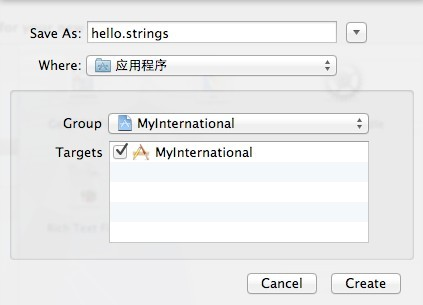 Save As: hello.strings
Where: 应用程序
Group MyInternational
Targets MyInternational
Cancel Create